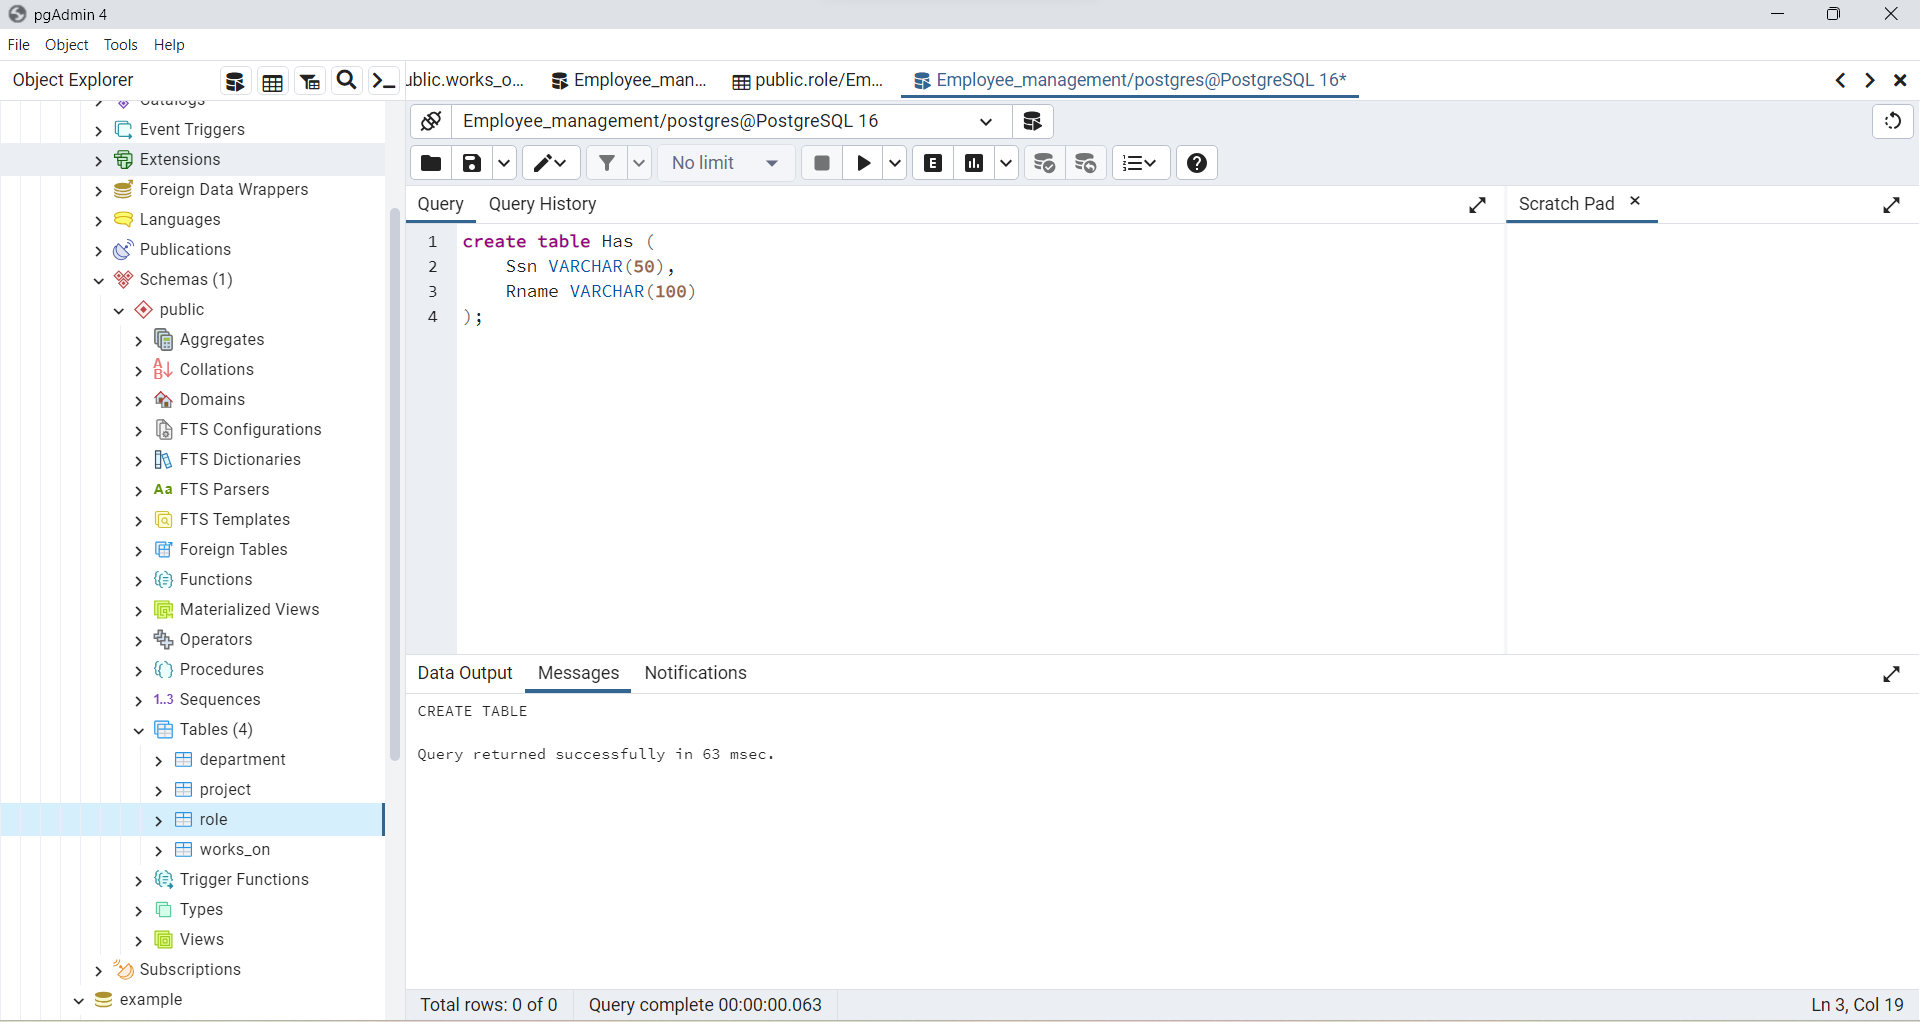 pgAdmin 4
File Object Tools Help
Object Explorer
ublic.works_o... Employee_man... public.role/Em... Employee_management/postgres@PostgreSQL 16*
Catalogs
Event Triggers
Extensions
Foreign Data Wrappers
Languages
Publications
Schemas (1)
public
Aggregates
Collations
Domains
FTS Configurations
FTS Dictionaries
Aa FTS Parsers
FTS Templates
Foreign Tables
Functions
Materialized Views
Operators
Procedures
1..3 Sequences
Tables (4)
department
project
role
works_on
Trigger Functions
Types
Views
Subscriptions
example
Employee_management/postgres@PostgreSQL 16
No limit
E
Query Query History
Scratch Pad
1 create table Has (
2 Ssn VARCHAR(50),
3 Rname VARCHAR(100)
4 );
Data Output Messages Notifications
CREATE TABLE
Query returned successfully in 63 msec.
Total rows: 0 of 0 Query complete 00:00:00.063 Ln 3, Col 19